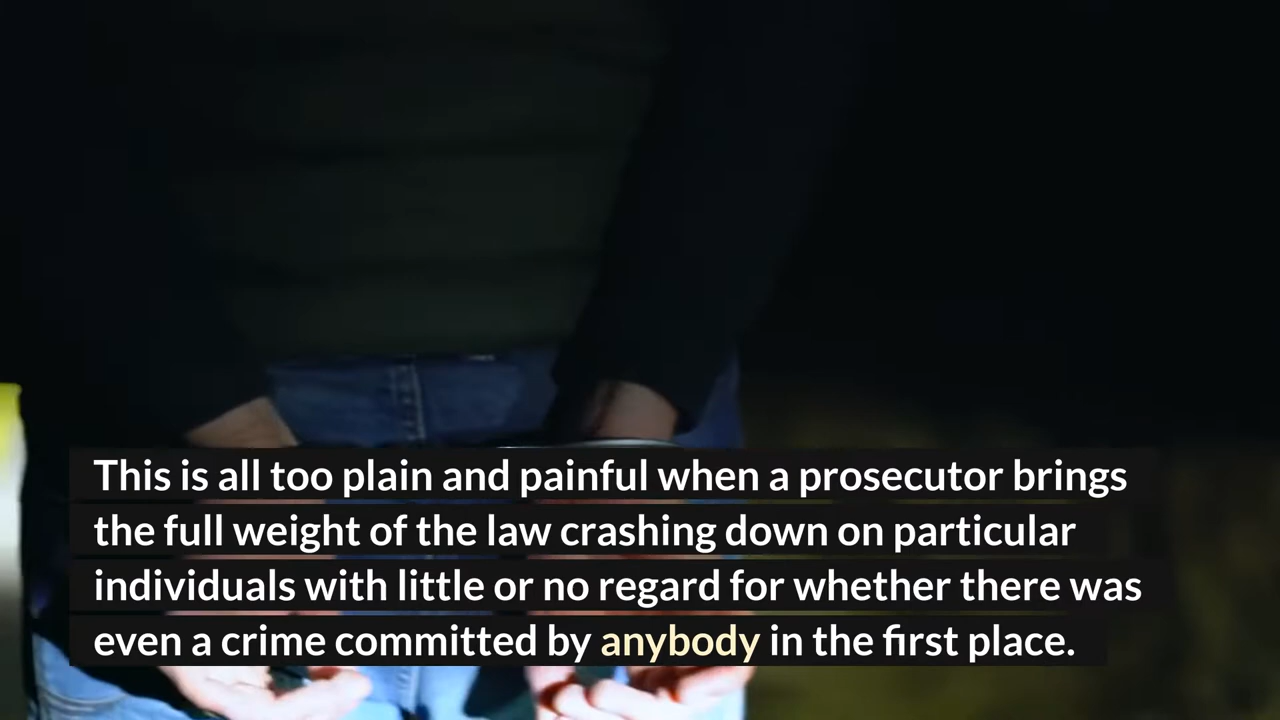 This is all too plain and painful when a prosecutor brings
the full weight of the law crashing down on particular
individuals with little or no regard for whether there was
even a crime committed by anybody in the first place.